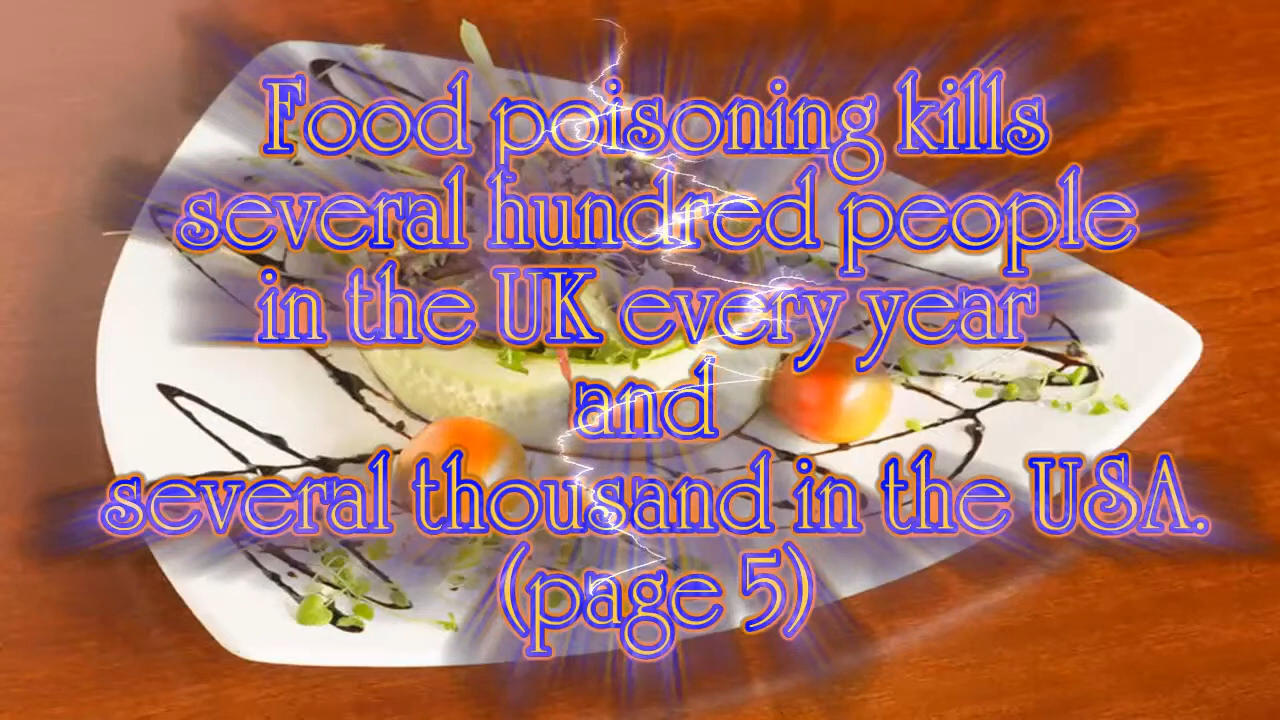 Food poisoning kills
several hundred people
in the UK every year
and
several thousand in the USA.
(page 5)